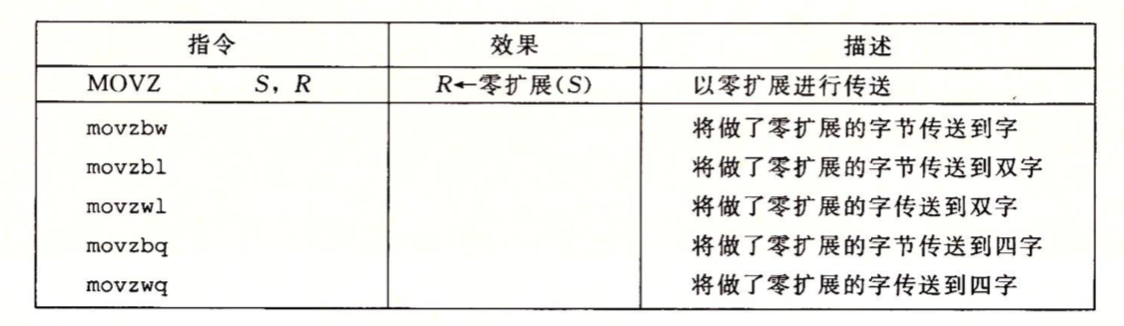 指令 效果 描述
MOVZ S, R R←零扩展(S) 以零扩展进行传送
movzbw 将做了零扩展的字节传送到字
movzbl 将做了零扩展的字节传送到双字
movzwl 将做了零扩展的字传送到双字
movzbq 将做了零扩展的字节传送到四字
movzwq 将做了零扩展的字传送到四字